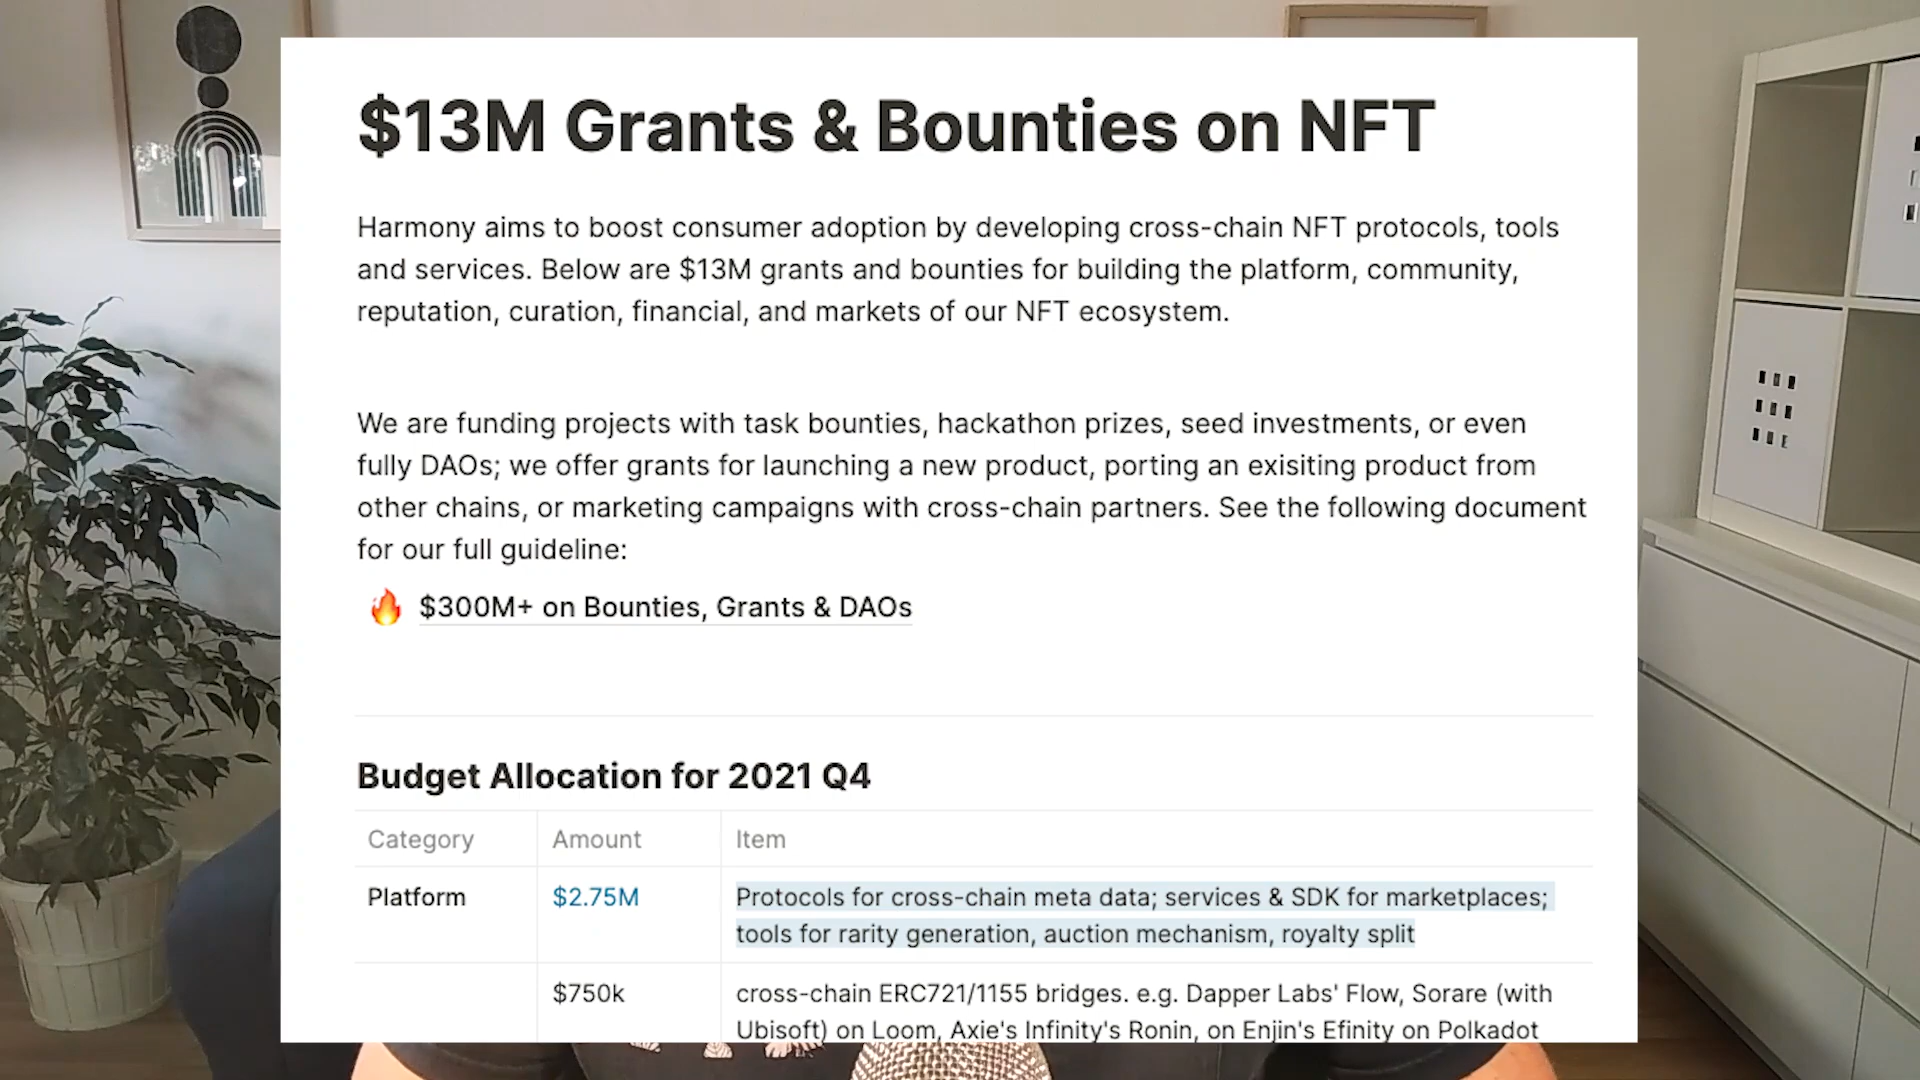 $13M Grants & Bounties on NFT
Harmony aims to boost consumer adoption by developing cross-chain NFT protocols, tools
and services. Below are $13M grants and bounties for building the platform, community,
reputation, curation, financial, and markets of our NFT ecosystem.
We are funding projects with task bounties, hackathon prizes, seed investments, or even
fully DAOs; we offer grants for launching a new product, porting an exisiting product from
other chains, or marketing campaigns with cross-chain partners. See the following document
for our full guideline:
🔥 $300M+ on Bounties, Grants & DAOs
Budget Allocation for 2021 Q4
Category Amount Item
Platform $2.75M Protocols for cross-chain meta data; services & SDK for marketplaces;
tools for rarity generation, auction mechanism, royalty split
$750k cross-chain ERC721/1155 bridges. e.g. Dapper Labs' Flow, Sorare (with
Ubisoft) on Loom, Axie's Infinity's Ronin, on Enjin's Efinity on Polkadot